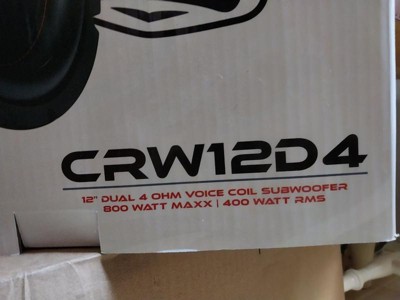 CRW12D4
12" DUAL 4 OHM VOICE COIL SUBWOOFER
800 WATT MAXX | 400 WATT RMS